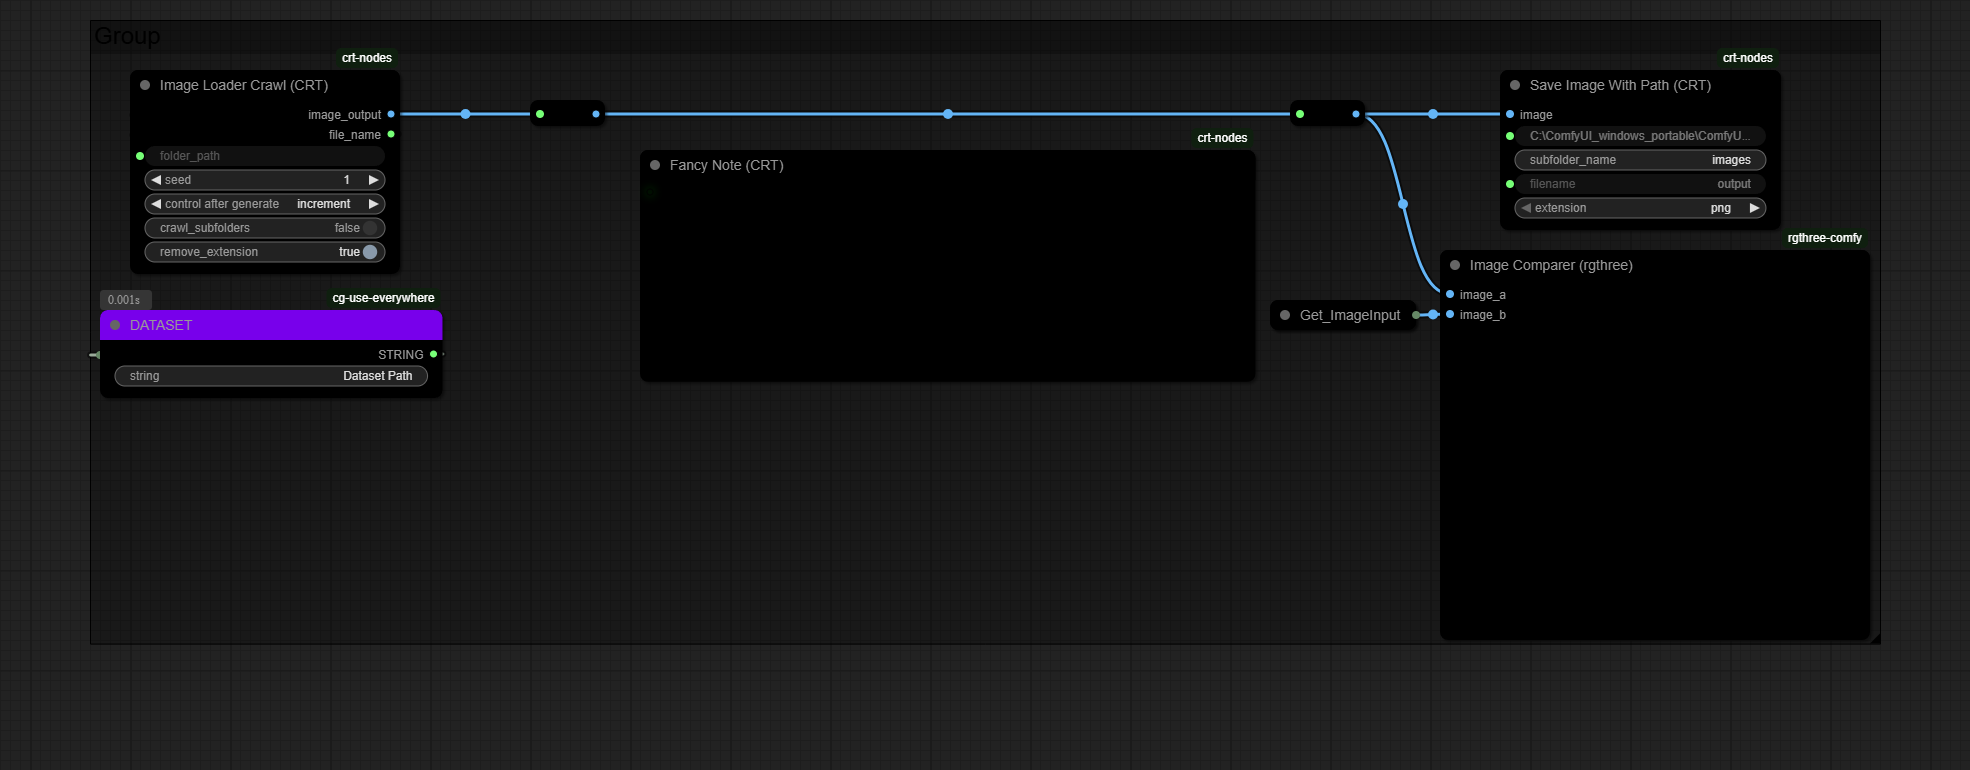 Group
crt-nodes
Image Loader Crawl (CRT)
image_output
file_name
folder_path
seed 1
control after generate increment
crawl_subfolders false
remove_extension true
0.001s
cg-use-everywhere
DATASET
STRING
string Dataset Path
crt-nodes
Fancy Note (CRT)
crt-nodes
Save Image With Path (CRT)
image
C:\ComfyUI_windows_portable\ComfyU...
subfolder_name images
filename output
extension png
rgthree-comfy
Image Comparer (rgthree)
image_a
image_b
Get_ImageInput